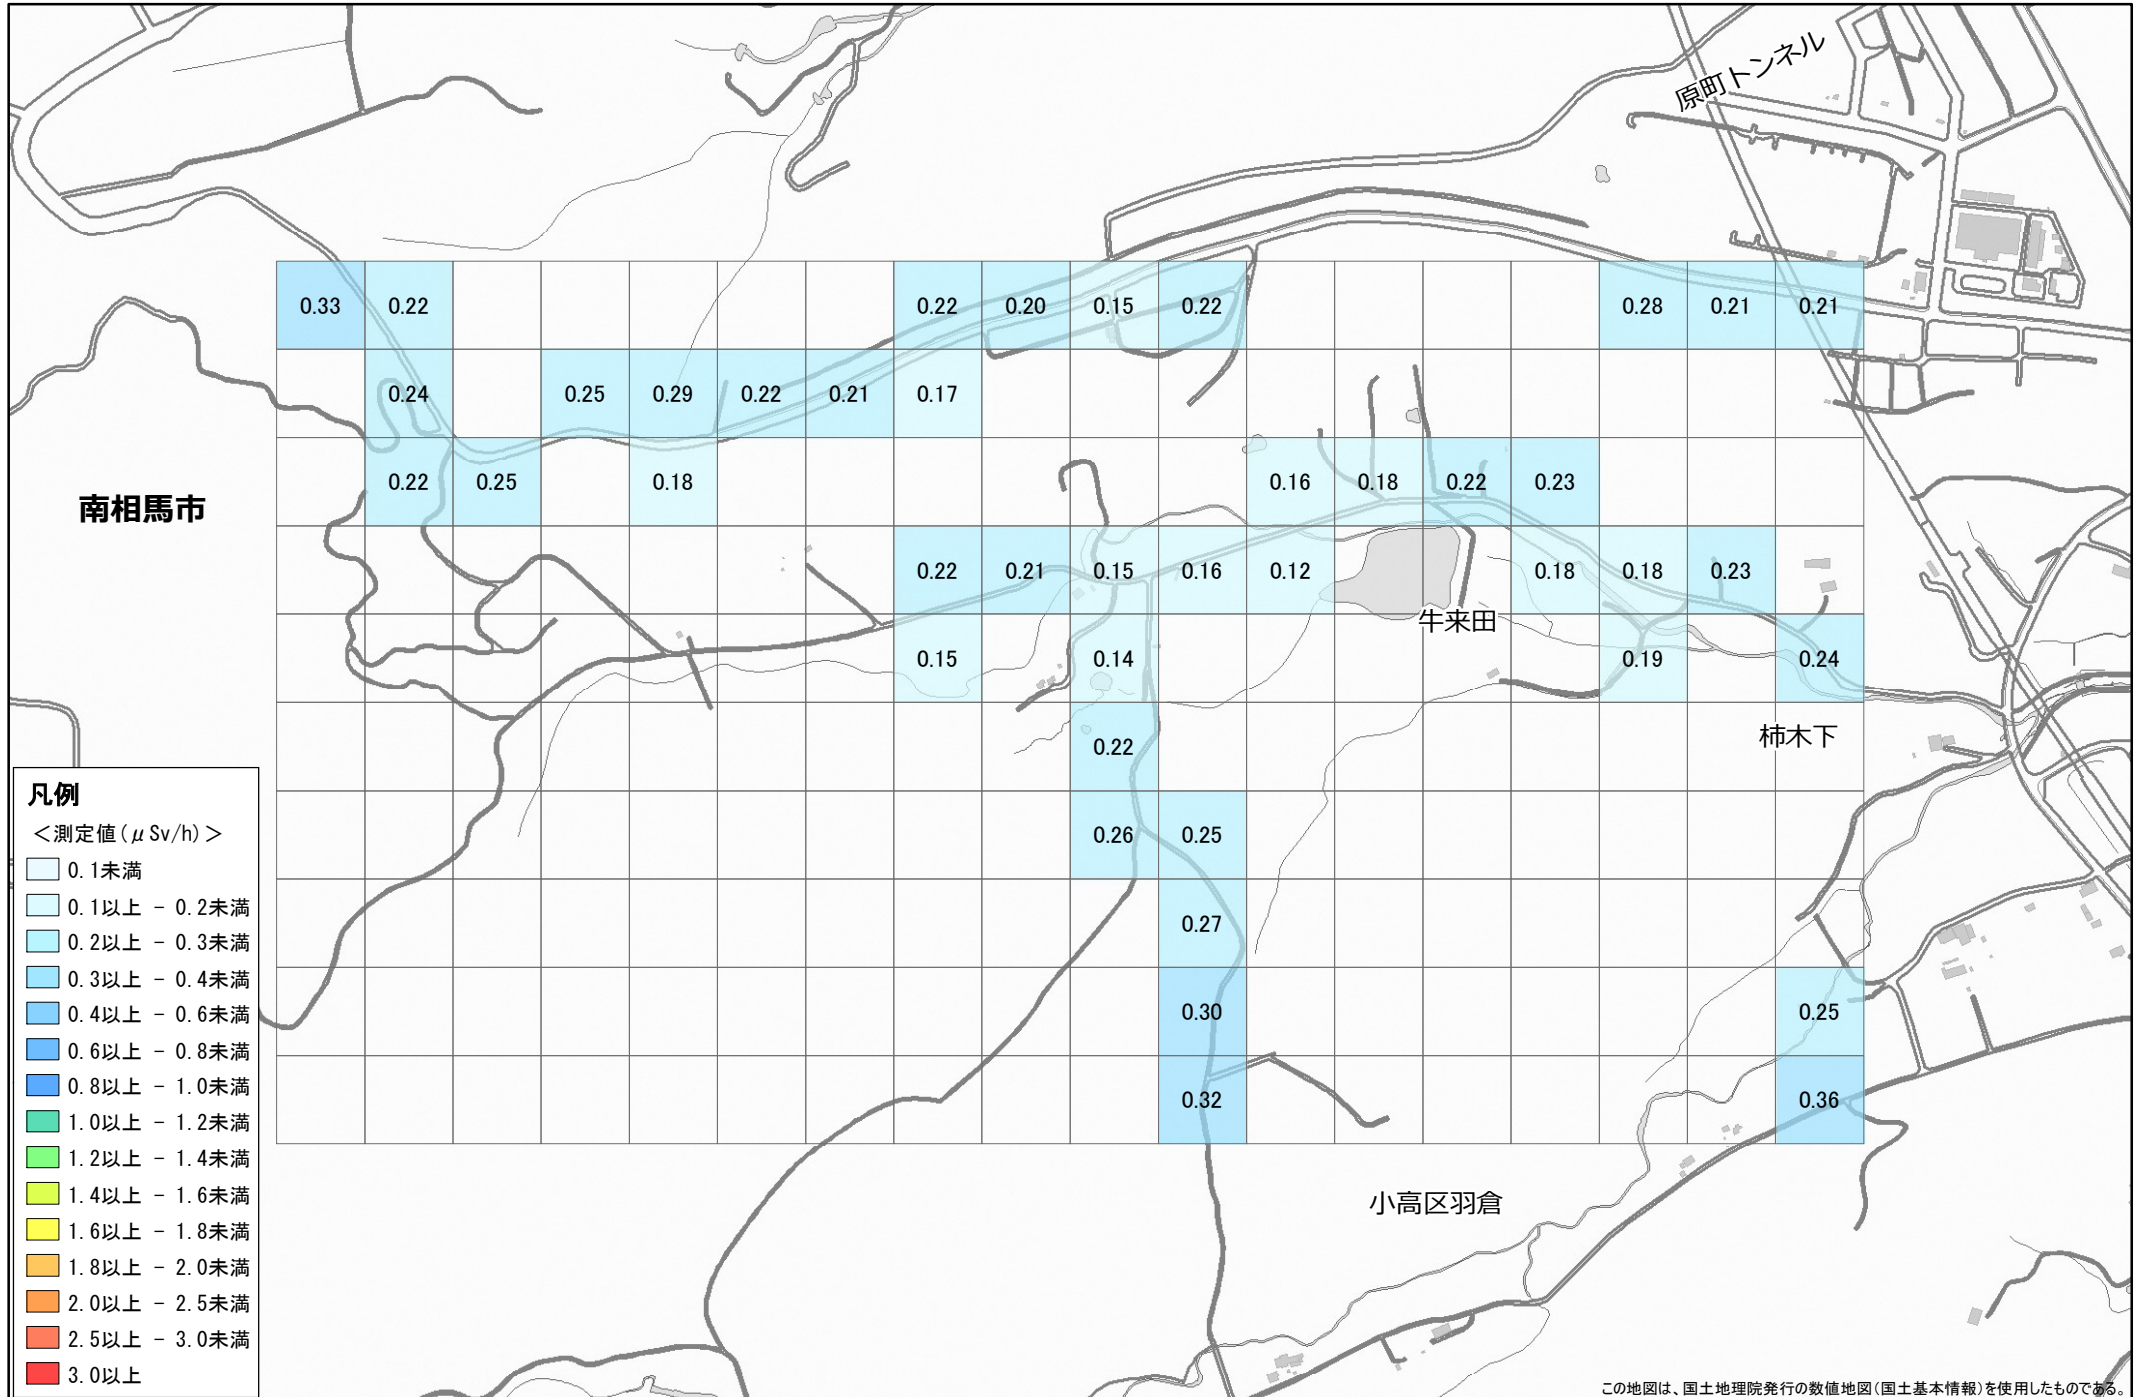 原町トンネル
0.33 0.22 0.22 0.20 0.15 0.22 0.28 0.21 0.21
0.24 0.25 0.29 0.22 0.21 0.17
0.22 0.25 0.18 0.16 0.18 0.22 0.23
南相馬市
0.22 0.21 0.15 0.16 0.12 0.18 0.18 0.23
牛来田
0.15 0.14 0.19 0.24
0.22
柿木下
0.26 0.25
0.27
0.30 0.25
0.32 0.36
小高区羽倉
凡例
＜測定値(μSv/h)＞
0.1未満
0.1以上 - 0.2未満
0.2以上 - 0.3未満
0.3以上 - 0.4未満
0.4以上 - 0.6未満
0.6以上 - 0.8未満
0.8以上 - 1.0未満
1.0以上 - 1.2未満
1.2以上 - 1.4未満
1.4以上 - 1.6未満
1.6以上 - 1.8未満
1.8以上 - 2.0未満
2.0以上 - 2.5未満
2.5以上 - 3.0未満
3.0以上
この地図は、国土地理院発行の数値地図(国土基本情報)を使用したものである。